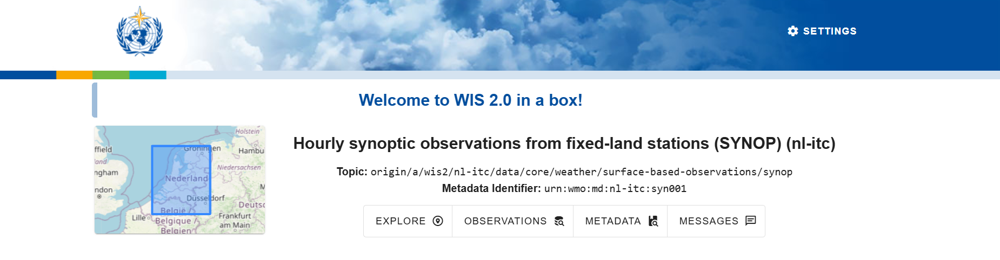 SETTINGS
Welcome to WIS 2.0 in a box!
Hourly synoptic observations from fixed-land stations (SYNOP) (nl-itc)
Topic: origin/a/wis2/nl-itc/data/core/weather/surface-based-observations/synop
Metadata Identifier: urn:wmo:md:nl-itc:syn001
EXPLORE OBSERVATIONS METADATA MESSAGES
Holstein
ffield
Groningen
Hambu
land
Niedersachsen
ngham
Nederland
ndon
M
Düsseldorf
Deutsc
België /
Lille
Belgique /
Belgien
Frankfurt
am Main